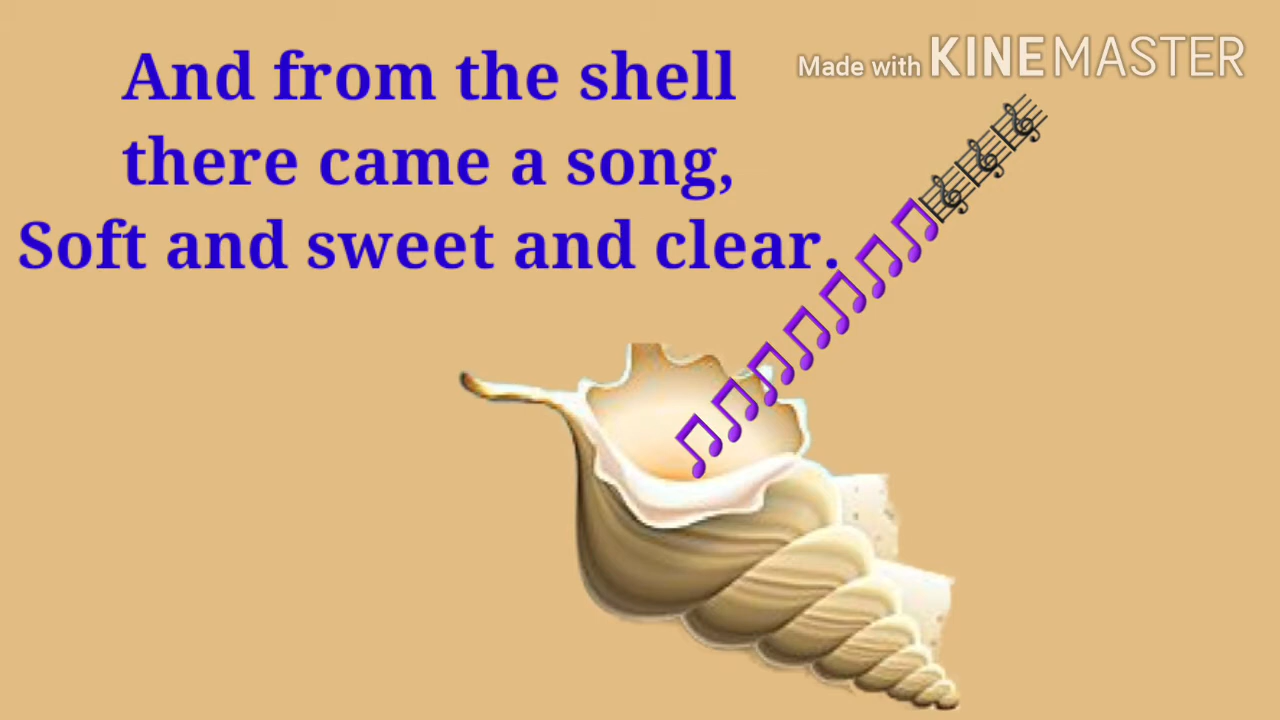 And from the shell
there came a song,
Soft and sweet and clear.
Made with KINEMASTER